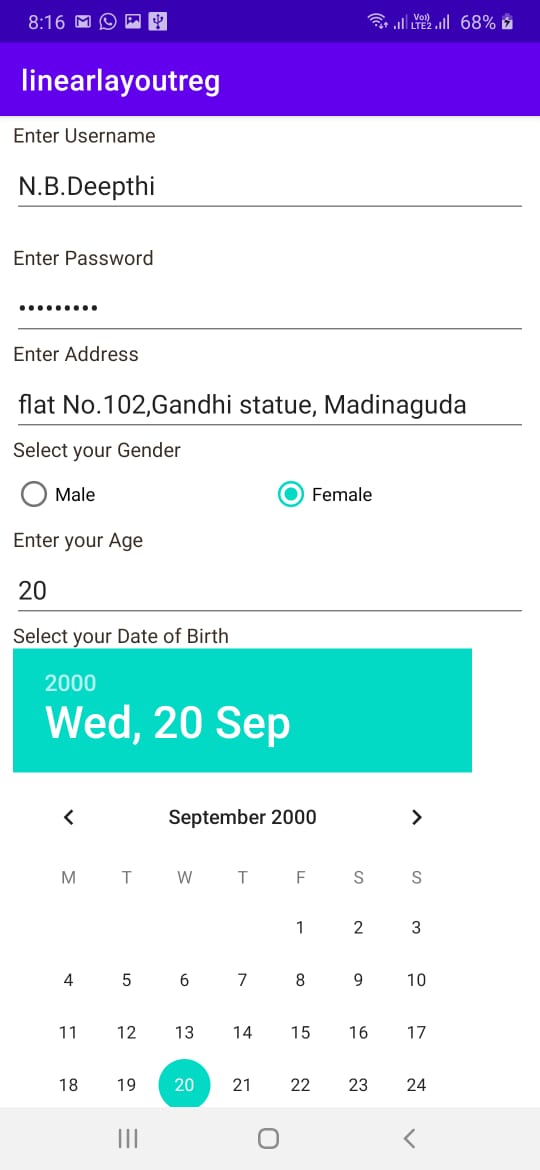 8:16 Vo) LTE2 68%
linearlayoutreg
Enter Username
N.B.Deepthi
Enter Password
•••••••••
Enter Address
flat No.102,Gandhi statue, Madinaguda
Select your Gender
Male Female
Enter your Age
20
Select your Date of Birth
2000
Wed, 20 Sep
September 2000
M T W T F S S
1 2 3
4 5 6 7 8 9 10
11 12 13 14 15 16 17
18 19 20 21 22 23 24